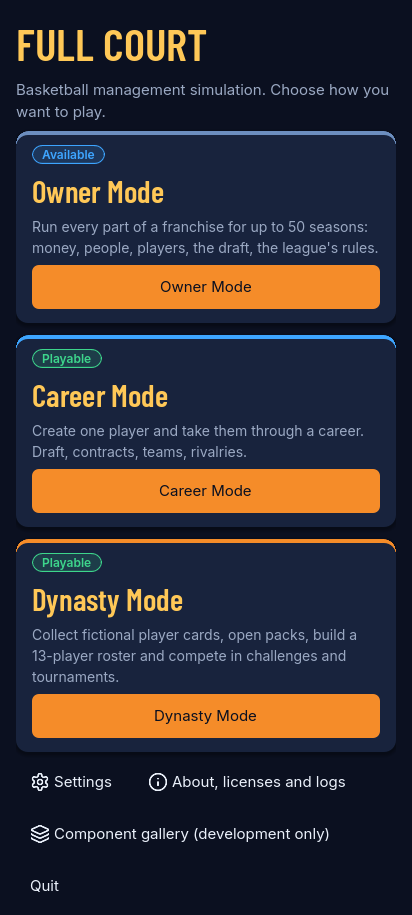 FULL COURT
Basketball management simulation. Choose how you
want to play.
Available
Owner Mode
Run every part of a franchise for up to 50 seasons:
money, people, players, the draft, the league's rules.
Owner Mode
Playable
Career Mode
Create one player and take them through a career.
Draft, contracts, teams, rivalries.
Career Mode
Playable
Dynasty Mode
Collect fictional player cards, open packs, build a
13-player roster and compete in challenges and
tournaments.
Dynasty Mode
Settings
About, licenses and logs
Component gallery (development only)
Quit